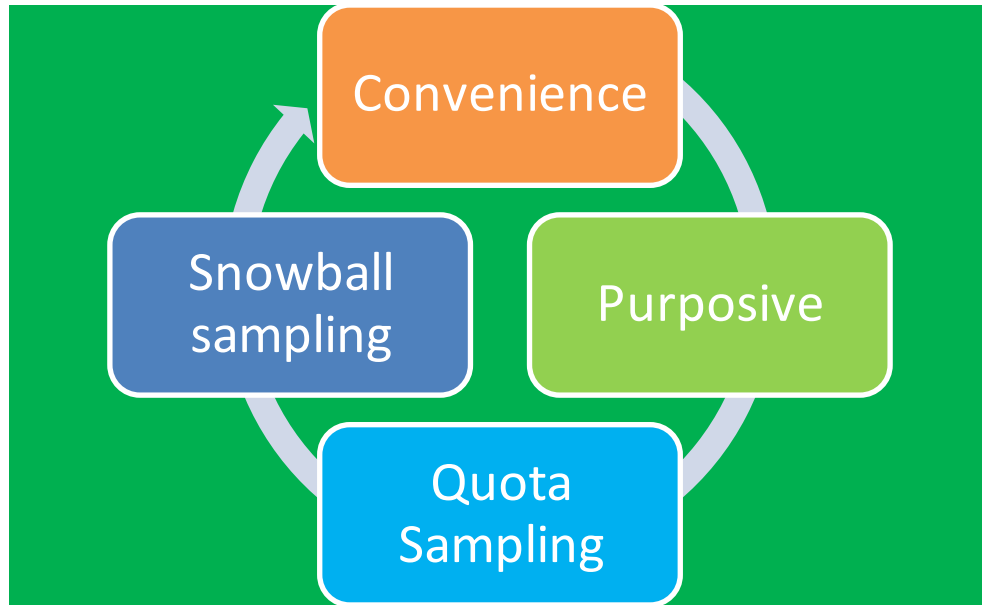 Convenience
Purposive
Quota
Sampling
Snowball
sampling